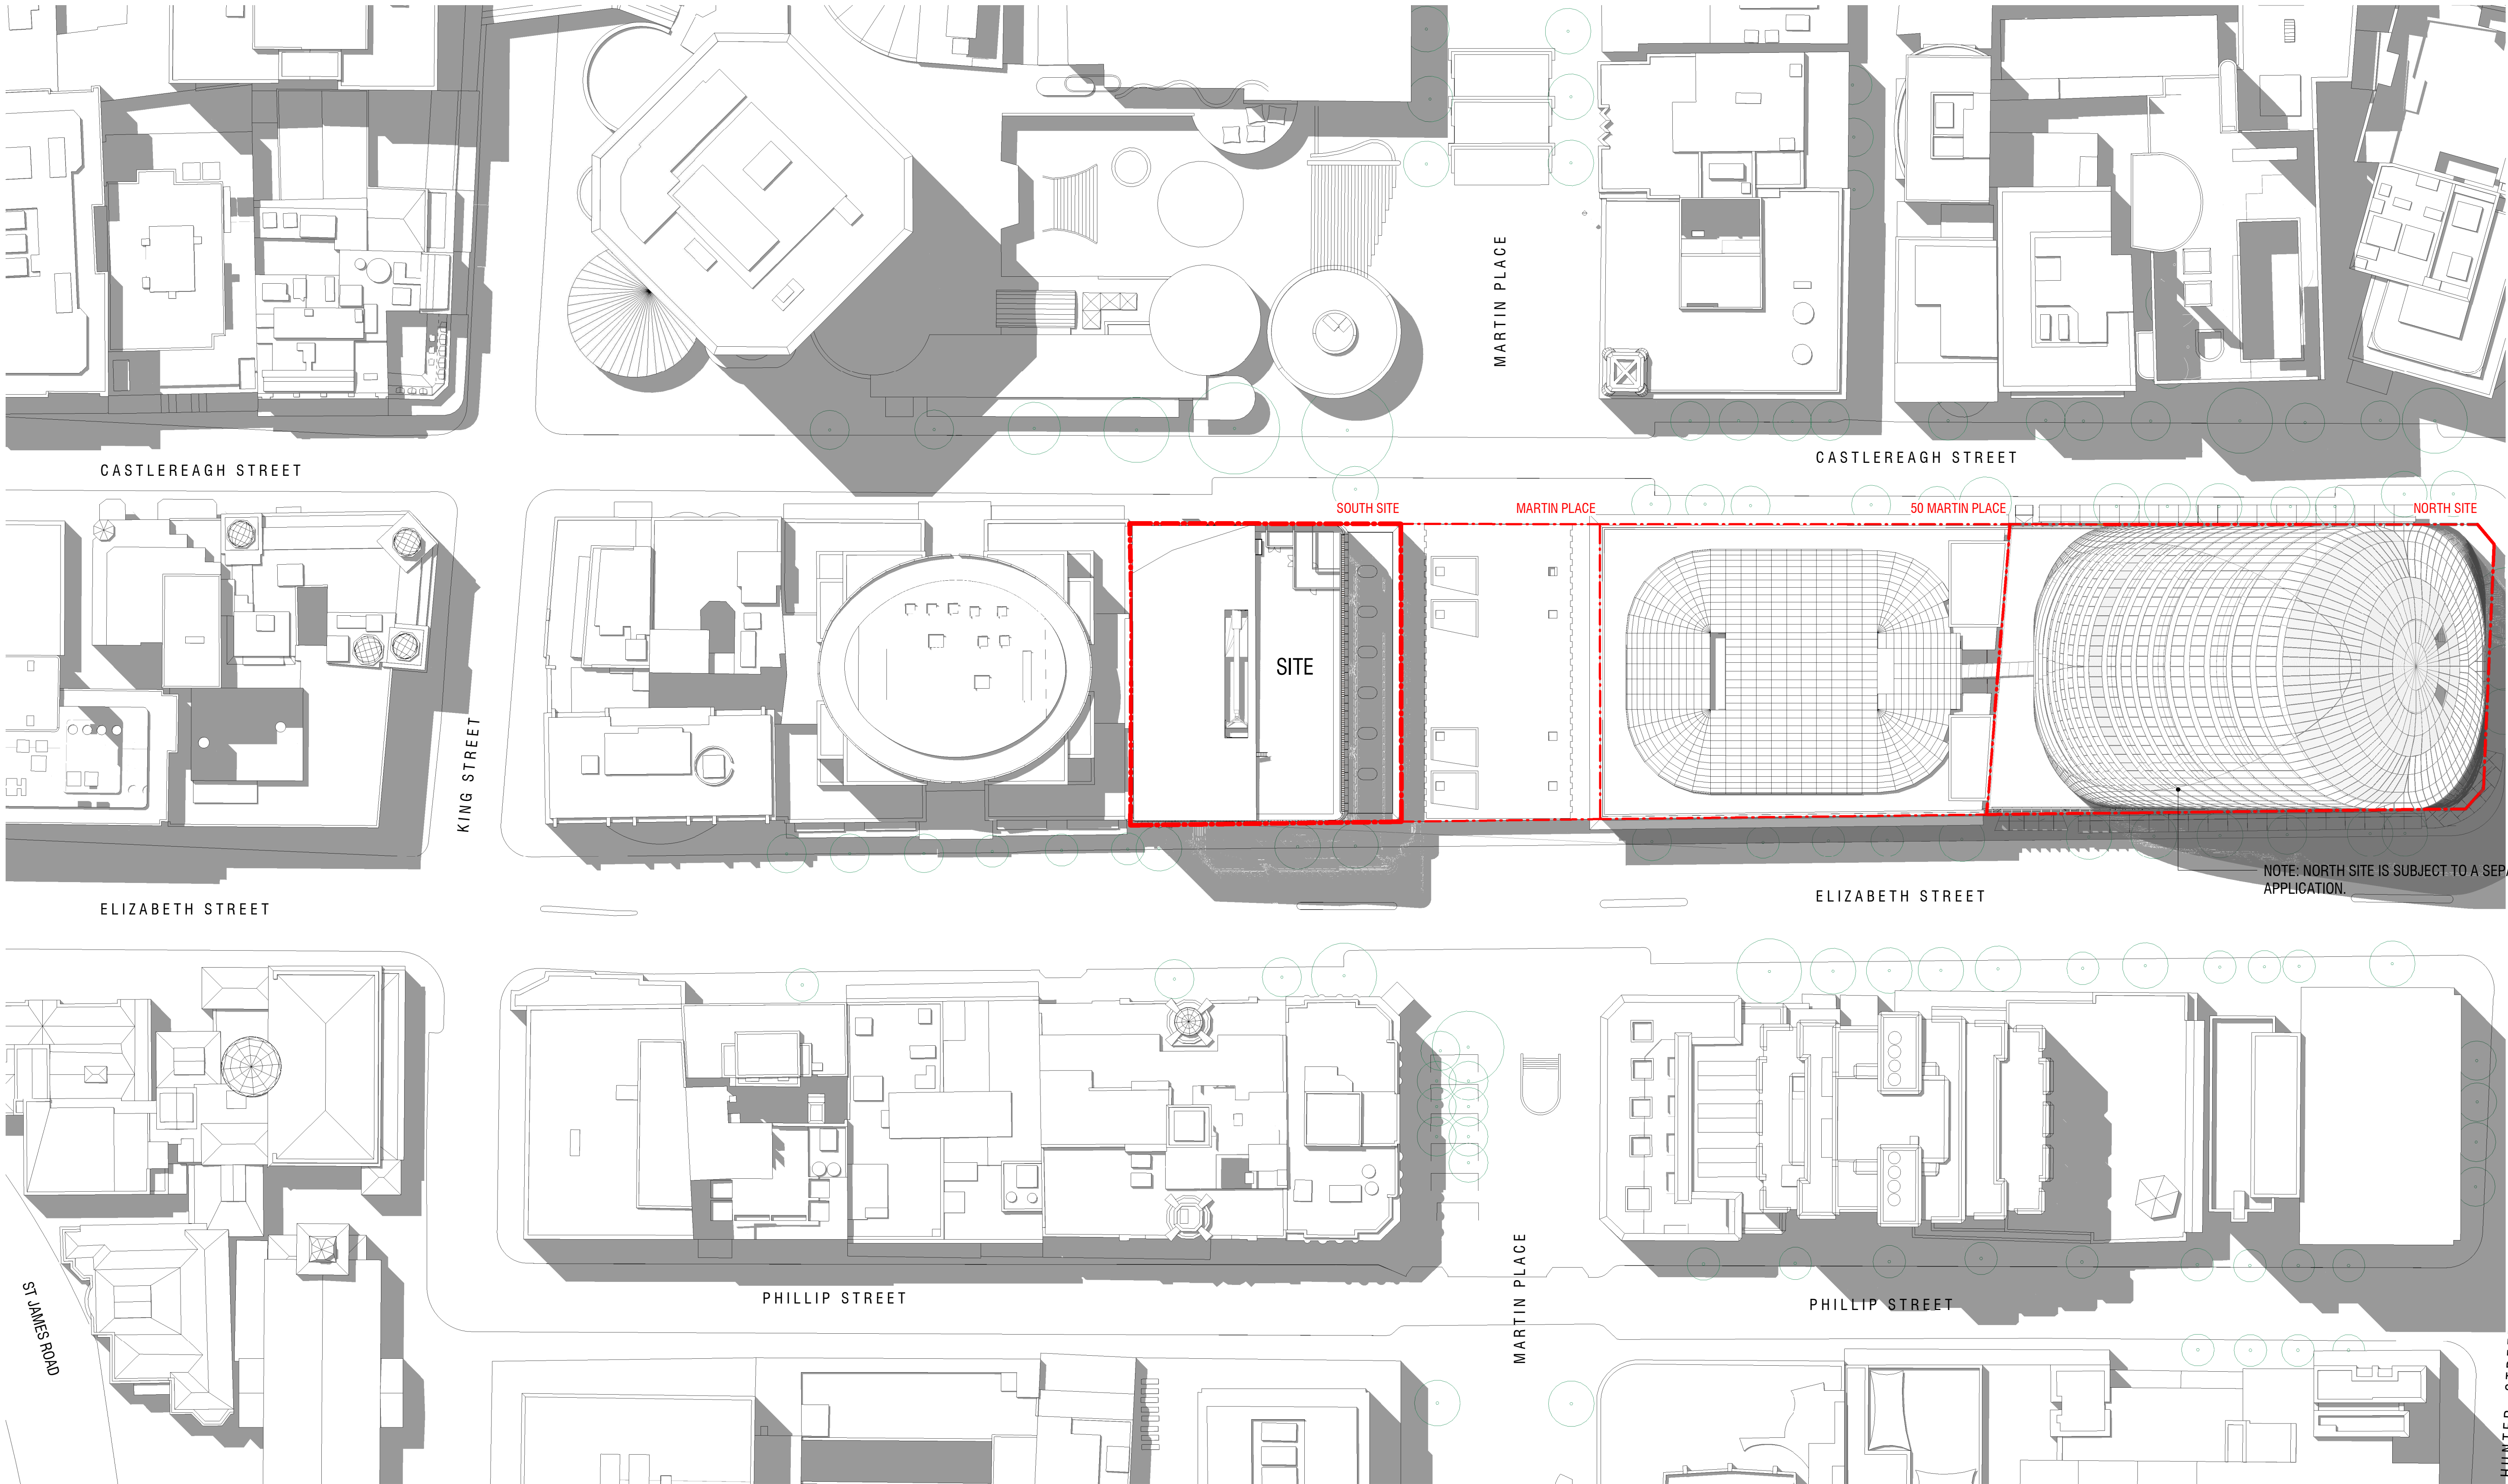 MARTIN PLACE
CASTLEREAGH STREET
CASTLEREAGH STREET
SOUTH SITE
MARTIN PLACE
50 MARTIN PLACE
NORTH SITE
SITE
KING STREET
NOTE: NORTH SITE IS SUBJECT TO A SEPA
APPLICATION.
ELIZABETH STREET
ELIZABETH STREET
ST JAMES ROAD
PHILLIP STREET
MARTIN PLACE
PHILLIP STREET
HUNTER STRE